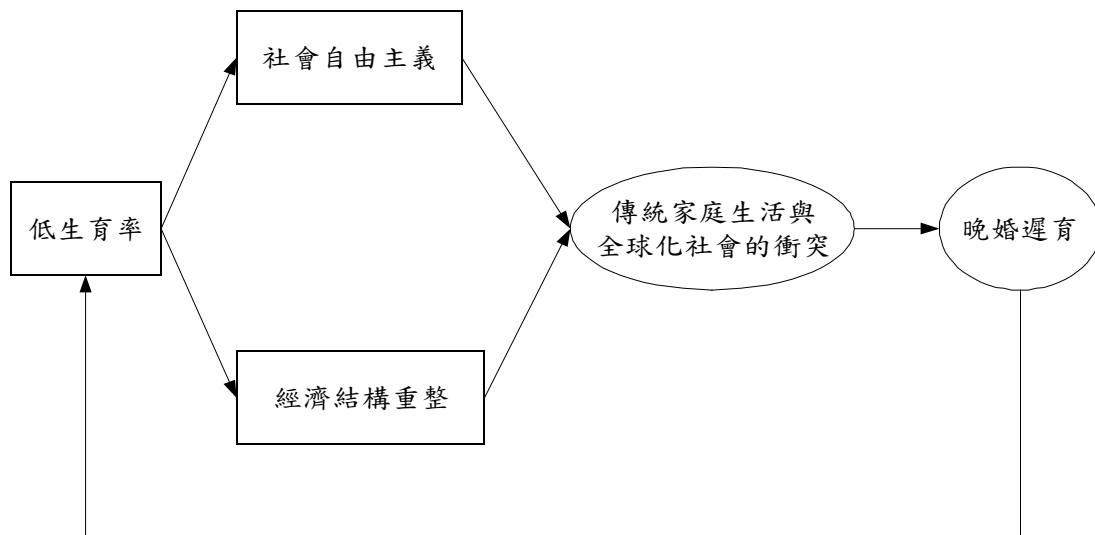 社會自由主義
低生育率
傳統家庭生活與
全球化社會的衝突
晚婚遲育
經濟結構重整